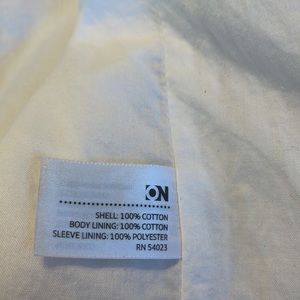 ON
SHELL: 100% COTTON
BODY LINING: 100% COTTON
SLEEVE LINING: 100% POLYESTER
RN 54023